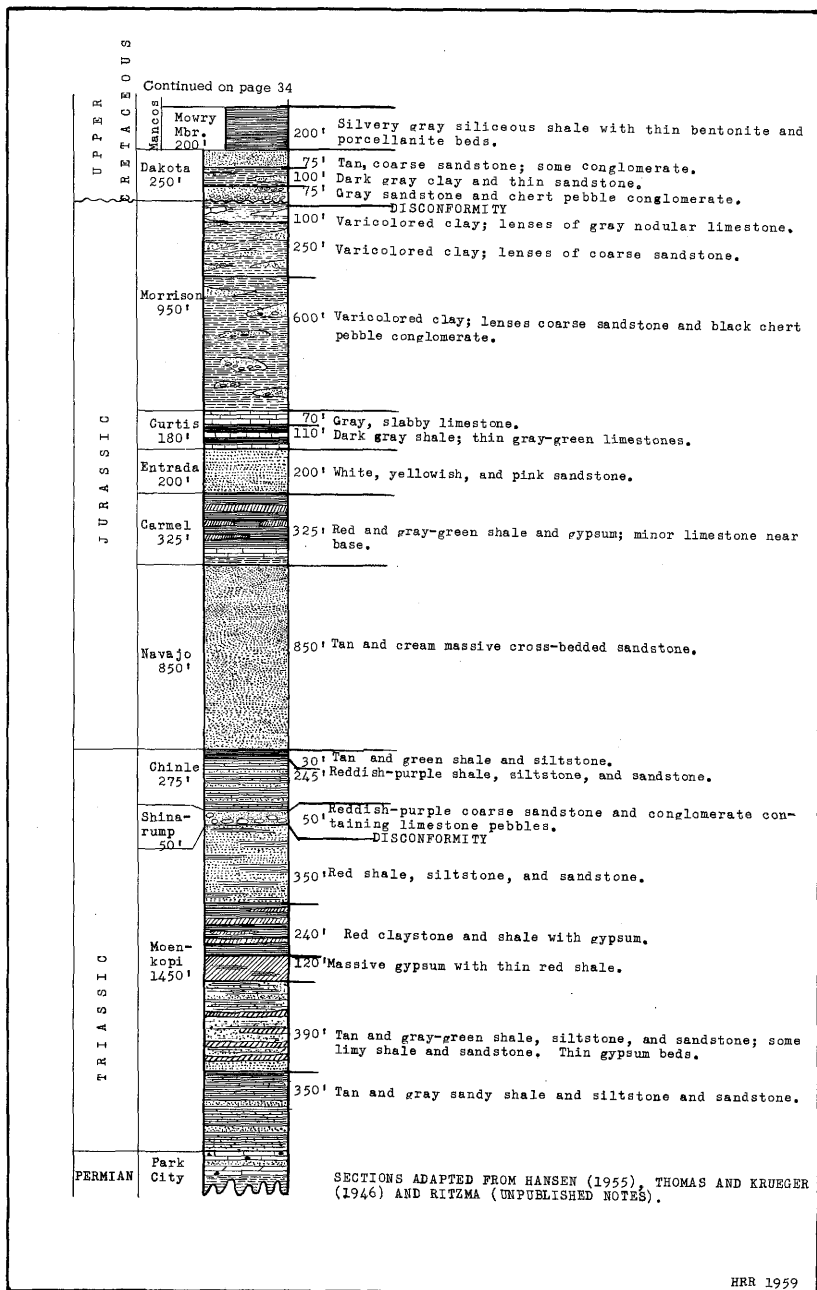 Continued on page 34
UPPER
CRETACEOUS
Mancos
Mowry
Mbr.
200'
200' Silvery gray siliceous shale with thin bentonite and
porcellanite beds.
Dakota
250'
75' Tan, coarse sandstone; some conglomerate.
100' Dark gray clay and thin sandstone.
75' Gray sandstone and chert pebble conglomerate.
DISCONFORMITY
JURASSIC
Morrison
950'
100' Varicolored clay; lenses of gray nodular limestone.
250' Varicolored clay; lenses of coarse sandstone.
600' Varicolored clay; lenses coarse sandstone and black chert
pebble conglomerate.
Curtis
180'
70' Gray, slabby limestone.
110' Dark gray shale; thin gray-green limestones.
Entrada
200'
200' White, yellowish, and pink sandstone.
Carmel
325'
325' Red and gray-green shale and gypsum; minor limestone near
base.
Navajo
850'
850' Tan and cream massive cross-bedded sandstone.
TRIASSIC
Chinle
275'
30' Tan and green shale and siltstone.
245' Reddish-purple shale, siltstone, and sandstone.
Shina-
rump
50'
50' Reddish-purple coarse sandstone and conglomerate con-
taining limestone pebbles.
DISCONFORMITY
Moen-
kopi
1450'
350' Red shale, siltstone, and sandstone.
240' Red claystone and shale with gypsum.
120' Massive gypsum with thin red shale.
390' Tan and gray-green shale, siltstone, and sandstone; some
limy shale and sandstone. Thin gypsum beds.
350' Tan and gray sandy shale and siltstone and sandstone.
PERMIAN
Park
City
SECTIONS ADAPTED FROM HANSEN (1955), THOMAS AND KRUEGER
(1946) AND RITZMA (UNPUBLISHED NOTES).
HRR 1959